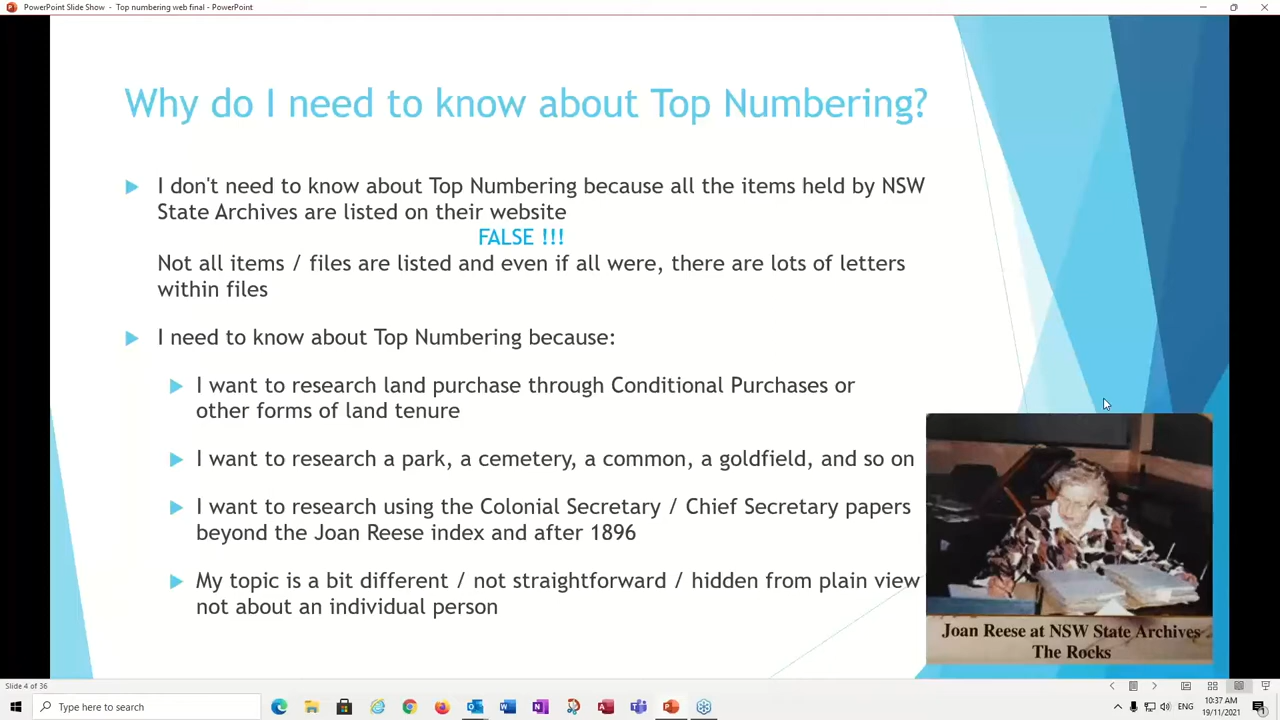 PowerPoint Slide Show - Top numbering web final - PowerPoint
Why do I need to know about Top Numbering?
I don't need to know about Top Numbering because all the items held by NSW
State Archives are listed on their website
FALSE !!!
Not all items / files are listed and even if all were, there are lots of letters
within files
I need to know about Top Numbering because:
I want to research land purchase through Conditional Purchases or
other forms of land tenure
I want to research a park, a cemetery, a common, a goldfield, and so on
I want to research using the Colonial Secretary / Chief Secretary papers
beyond the Joan Reese index and after 1896
My topic is a bit different / not straightforward / hidden from plain view
not about an individual person
Joan Reese at NSW State Archives
The Rocks
Slide 4 of 36
Type here to search
ENG
10:37 AM
19/11/2021